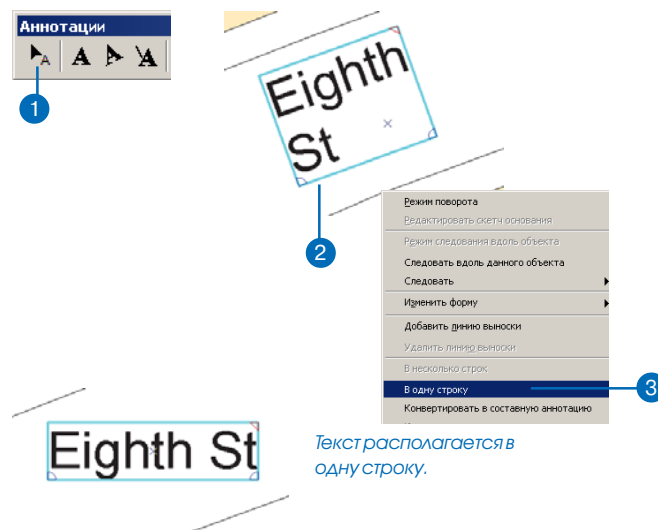 Аннотации
A A A A
1
Eighth
St
2
Режим поворота
Редактировать скетч основания
Режим следования вдоль объекта
Следовать вдоль данного объекта
Следовать
Изменить форму
Добавить линию выноски
Удалить линию выноски
В несколько строк
В одну строку
3
Конвертировать в составную аннотацию
Eighth St
Текст располагается в
одну строку.